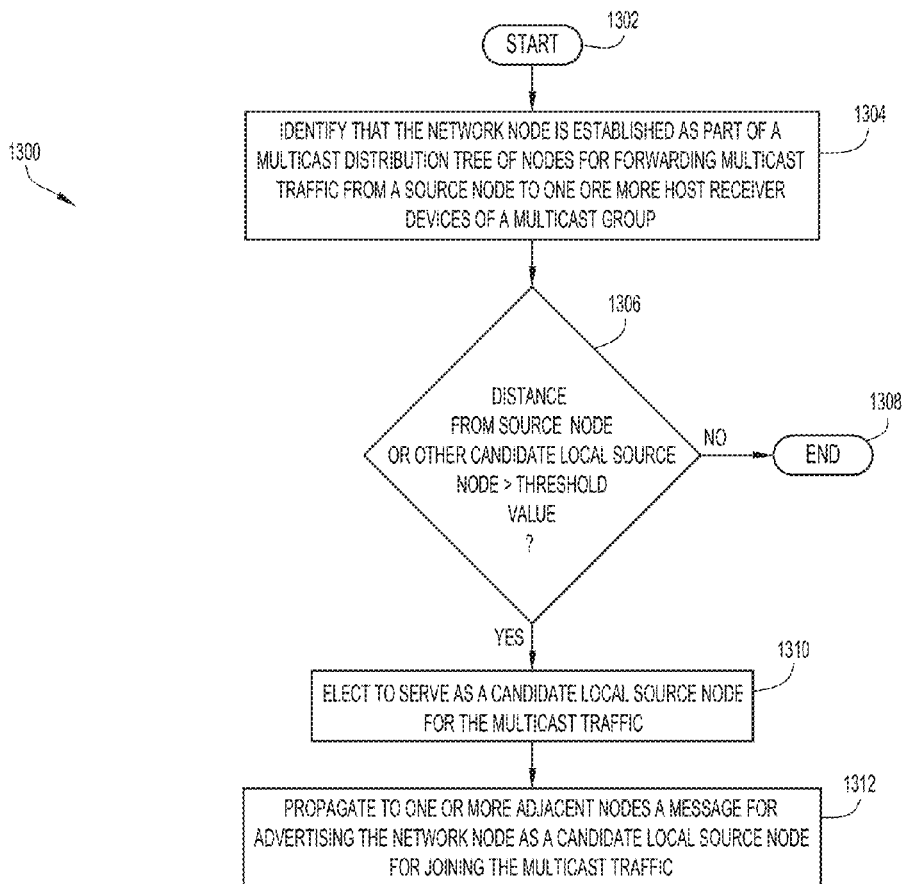 1302
START
1304
IDENTIFY THAT THE NETWORK NODE IS ESTABLISHED AS PART OF A
MULTICAST DISTRIBUTION TREE OF NODES FOR FORWARDING MULTICAST
TRAFFIC FROM A SOURCE NODE TO ONE ORE MORE HOST RECEIVER
DEVICES OF A MULTICAST GROUP
1300
1306
DISTANCE
FROM SOURCE NODE
OR OTHER CANDIDATE LOCAL SOURCE
NODE > THRESHOLD
VALUE
?
NO
1308
END
YES
1310
ELECT TO SERVE AS A CANDIDATE LOCAL SOURCE NODE
FOR THE MULTICAST TRAFFIC
1312
PROPAGATE TO ONE OR MORE ADJACENT NODES A MESSAGE FOR
ADVERTISING THE NETWORK NODE AS A CANDIDATE LOCAL SOURCE NODE
FOR JOINING THE MULTICAST TRAFFIC